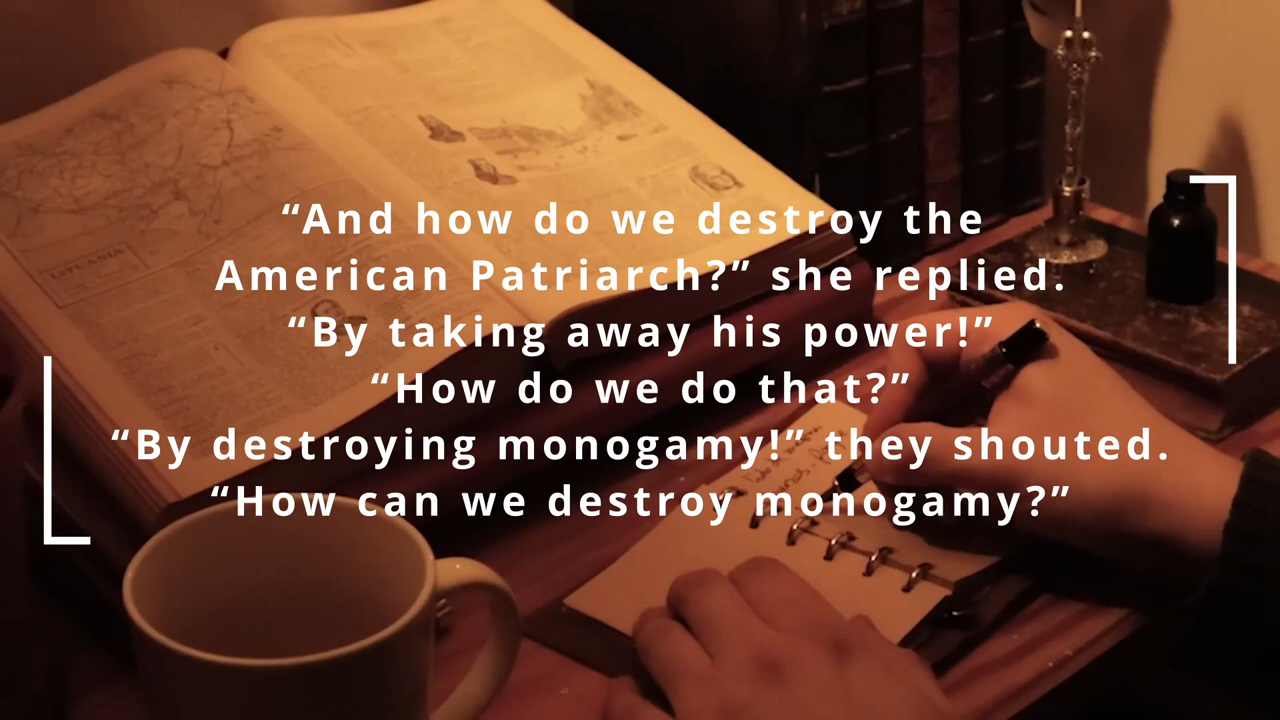 LITHUANIA
“And how do we destroy the
American Patriarch?” she replied.
“By taking away his power!”
“How do we do that?”
“By destroying monogamy!” they shouted.
“How can we destroy monogamy?”